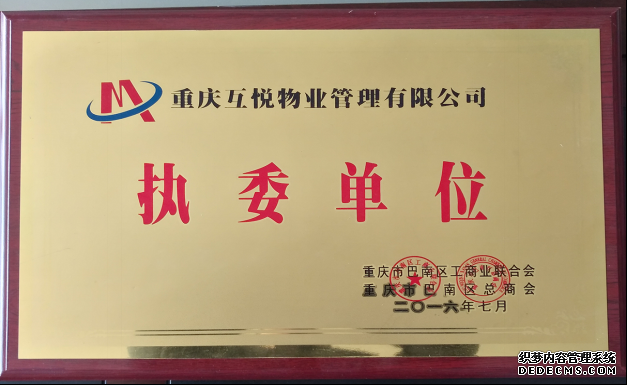 重庆互悦物业管理有限公司
执委单位
重庆市巴南区工商业联合会
重庆市巴南区总商会
二〇一六年七月
织梦内容管理系统
DEDECMS.COM